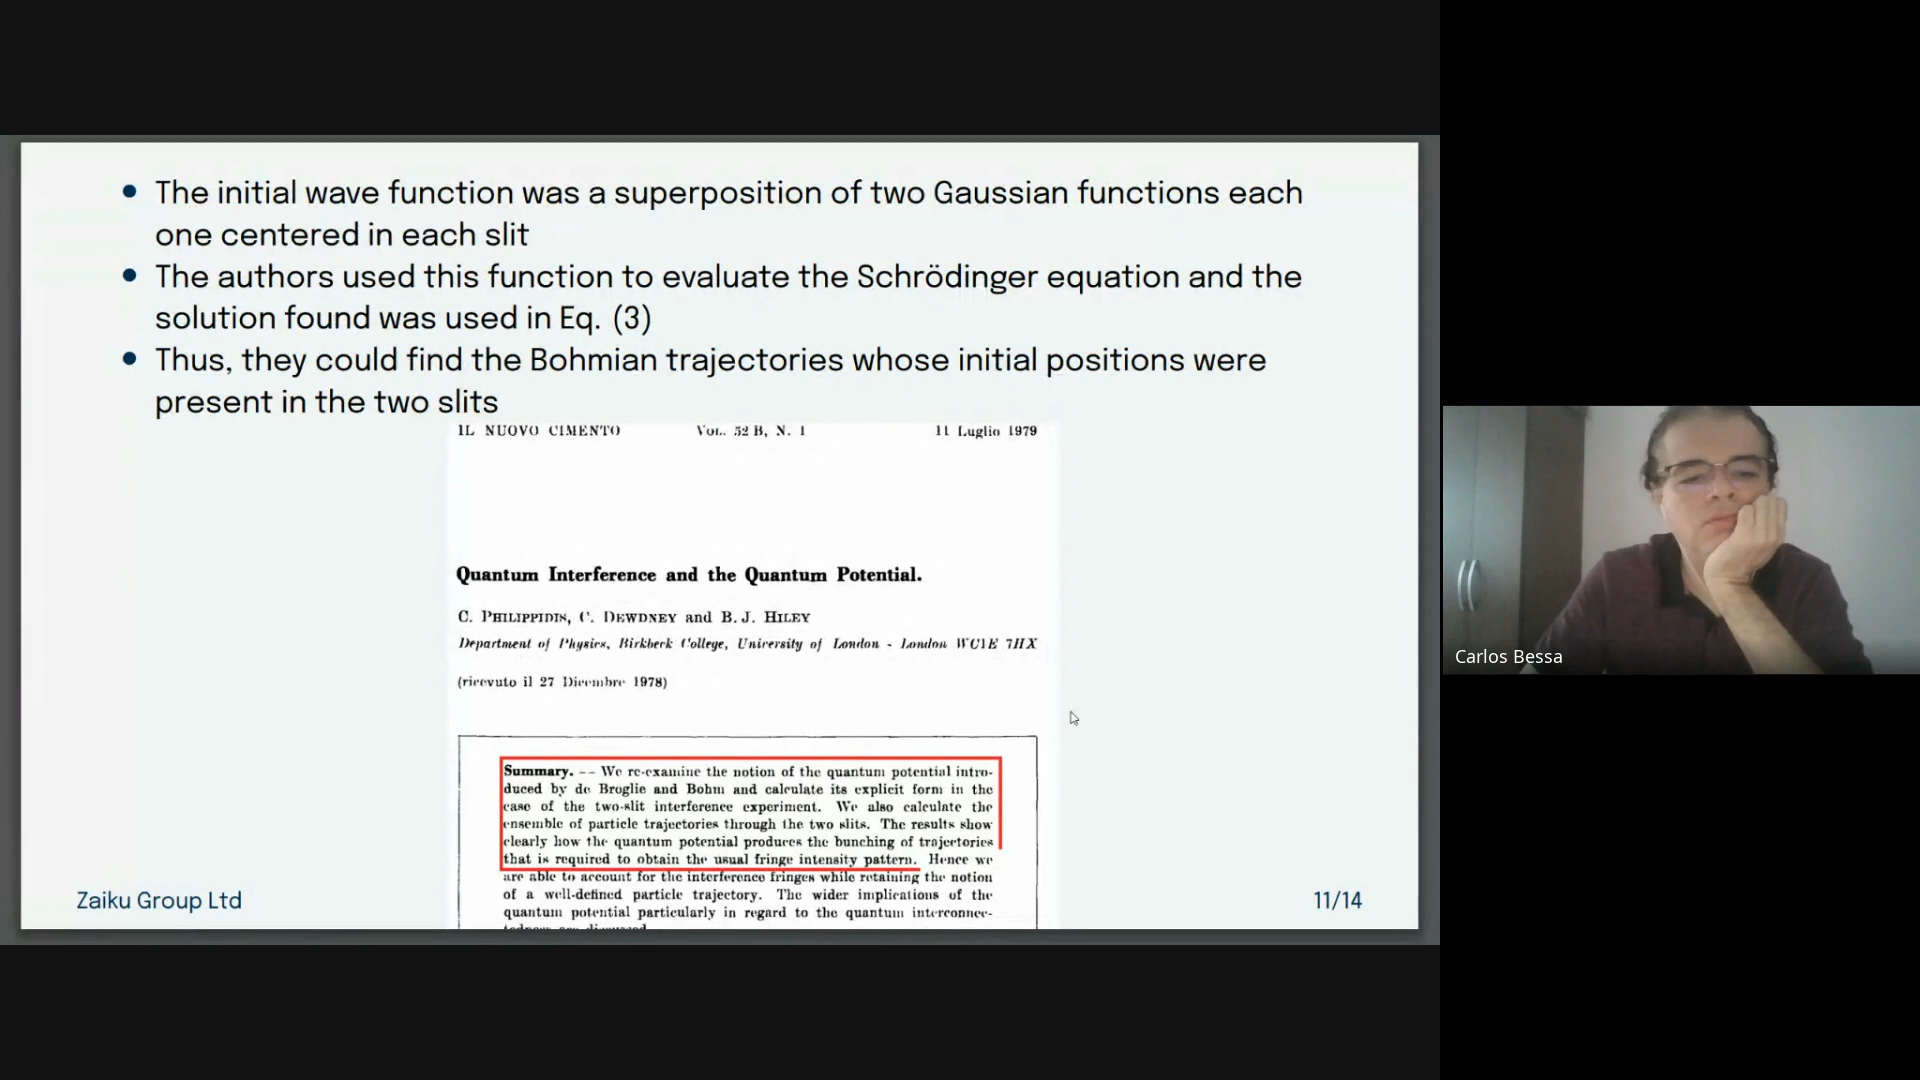 • The initial wave function was a superposition of two Gaussian functions each
one centered in each slit
• The authors used this function to evaluate the Schrödinger equation and the
solution found was used in Eq. (3)
• Thus, they could find the Bohmian trajectories whose initial positions were
present in the two slits
IL NUOVO CIMENTO Vol. 52 B, N. 1 11 Luglio 1979
Quantum Interference and the Quantum Potential.
C. Philippidis, C. Dewdney and B. J. Hiley
Department of Physics, Birkbeck College, University of London - London WC1E 7HX
(ricevuto il 27 Dicembre 1978)
Summary. -- We re-examine the notion of the quantum potential intro-
duced by de Broglie and Bohm and calculate its explicit form in the
case of the two-slit interference experiment. We also calculate the
ensemble of particle trajectories through the two slits. The results show
clearly how the quantum potential produces the bunching of trajectories
that is required to obtain the usual fringe intensity pattern. Hence we
are able to account for the interference fringes while retaining the notion
of a well-defined particle trajectory. The wider implications of the
quantum potential particularly in regard to the quantum interconnec-
Zaiku Group Ltd
11/14
Carlos Bessa